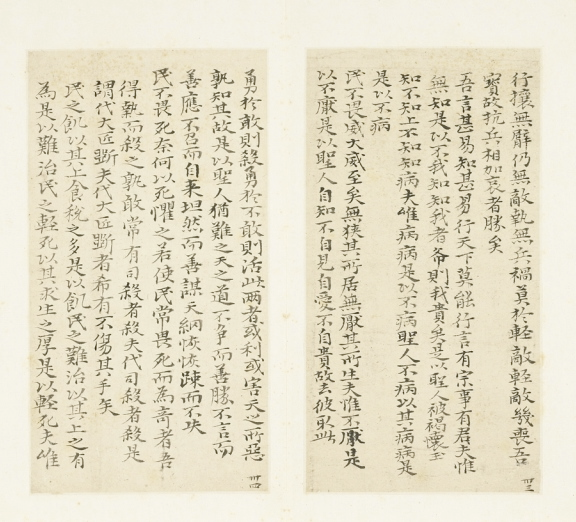 行攘無臂仍無敵執無兵禍莫於輕敵輕敵幾喪吾
寶故抗兵相加哀者勝矣
吾言甚易知甚易行天下莫能行言有宗事有君夫惟
無知是以不我知知我者希則我貴矣是以聖人被褐懷玉
知不知上不知知病夫唯病病是以不病聖人不病以其病病是
是以不病
民不畏威大威至矣無狹其所居無厭其所生夫惟不厭是
以不厭是以聖人自知不自見自愛不自貴故去彼取此
卅三
勇於敢則殺勇於不敢則活此兩者或利或害天之所惡
孰知其故是以聖人猶難之天之道不争而善勝不言而
善應不召而自来坦然而善謀天網恢恢踈而不失
民不畏死奈何以死懼之若使民常畏死而為奇者吾
得執而殺之孰敢常有司殺者殺夫代司殺者殺是
謂代大匠斲夫代大匠斲者希有不傷其手矣
民之飢以其上食稅之多是以飢民之難治以其上之有
為是以難治民之輕死以其求生之厚是以輕死夫唯
卅四